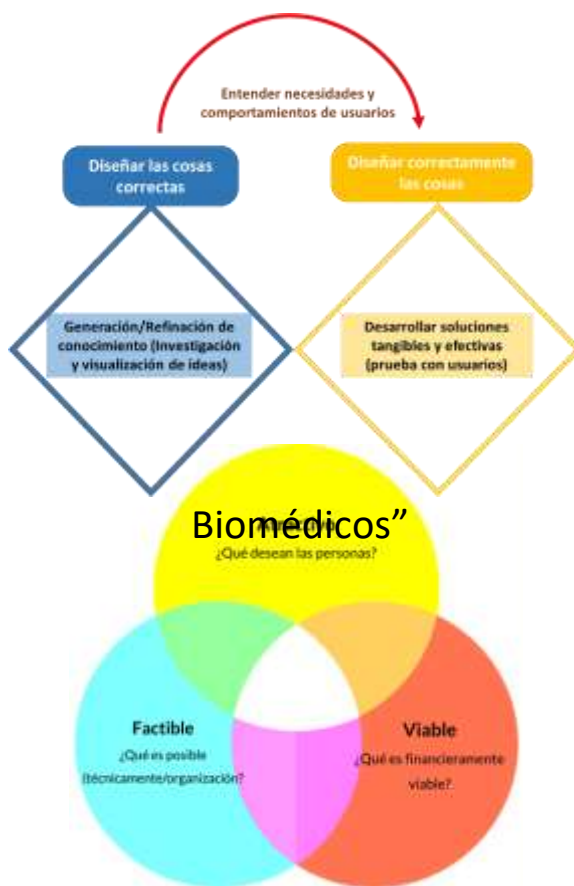 Entender necesidades y
comportamientos de usuarios
Diseñar las cosas
correctas
Diseñar correctamente
las cosas
Generación/Refinación de
conocimiento (Investigación
y visualización de ideas)
Desarrollar soluciones
tangibles y efectivas
(prueba con usuarios)
Biomédicos”
¿Qué desean las personas?
Factible
¿Qué es posible
(técnicamente/organización?
Viable
¿Qué es financieramente
viable?